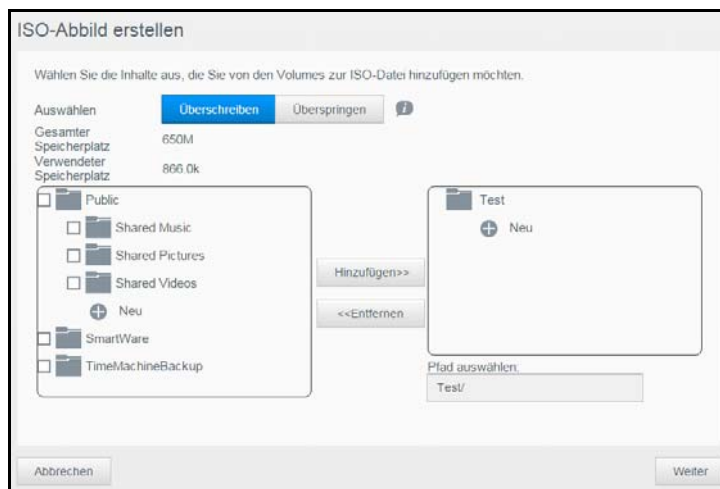 ISO-Abbild erstellen
Wählen Sie die Inhalte aus, die Sie von den Volumes zur ISO-Datei hinzufügen möchten.
Auswählen Überschreiben Überspringen i
Gesamter Speicherplatz 650M
Verwendeter Speicherplatz 866.0k
Public
Shared Music
Shared Pictures
Shared Videos
Neu
SmartWare
TimeMachineBackup
Hinzufügen>>
<<Entfernen
Test
Neu
Pfad auswählen:
Test/
Abbrechen
Weiter